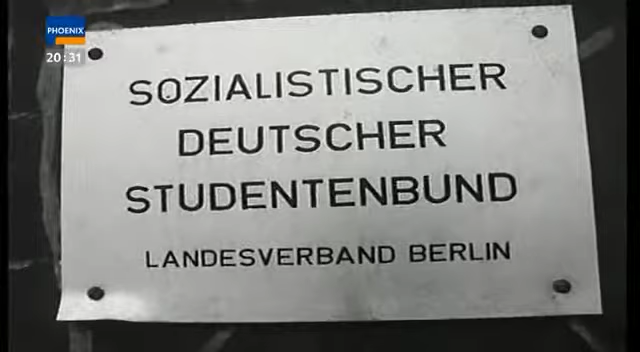 PHOENIX
20:31
SOZIALISTISCHER
DEUTSCHER
STUDENTENBUND
LANDESVERBAND BERLIN